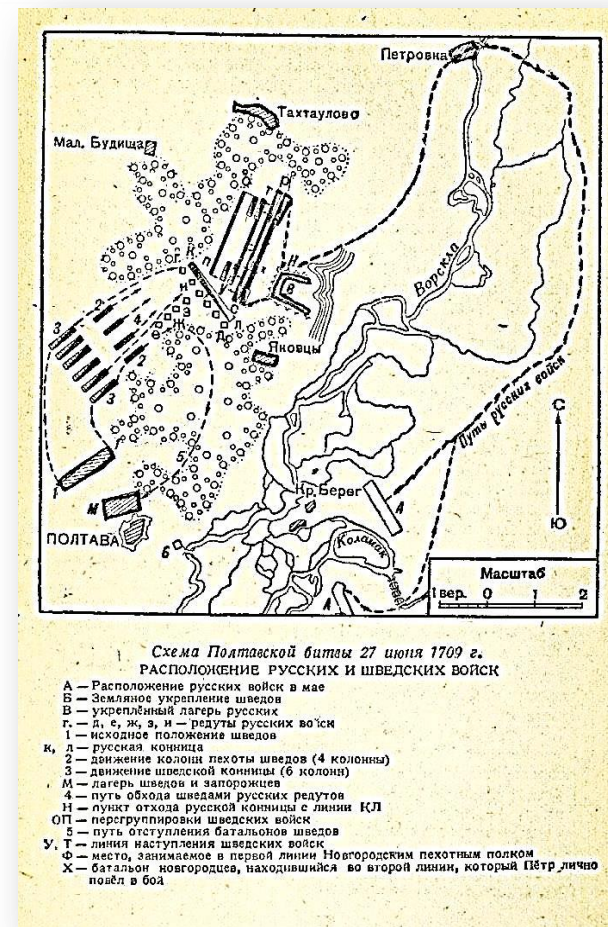 Петровка
Тахтаулово
Мал. Будища
Ворскла
Яковцы
Путь русских войск
С
Ю
Кр. Берег
А
М
ПОЛТАВА
Б
Коломак
А
Масштаб
1 вер. 0 1 2
Схема Полтавской битвы 27 июня 1709 г.
РАСПОЛОЖЕНИЕ РУССКИХ И ШВЕДСКИХ ВОЙСК
А — Расположение русских войск в мае
Б — Земляное укрепление шведов
В — укреплённый лагерь русских
г. — д, е, ж, з, и — редуты русских войск
1 — исходное положение шведов
к, л — русская конница
2 — движение колонн пехоты шведов (4 колонны)
3 — движение шведской конницы (6 колонн)
М — лагерь шведов и запорожцев
4 — путь обхода шведами русских редутов
Н — пункт отхода русской конницы с линии КЛ
ОП — перегруппировки шведских войск
5 — путь отступления батальонов шведов
У, Т — линия наступления шведских войск
Ф — место, занимаемое в первой линии Новгородским пехотным полком
Х — батальон новгородцев, находившийся во второй линии, который Пётр лично
повёл в бой